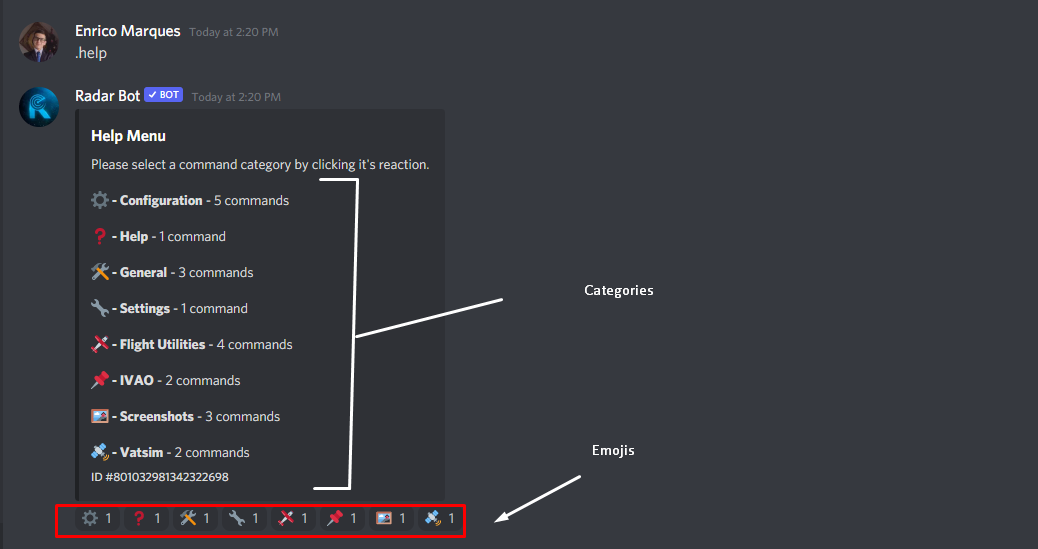 Enrico Marques Today at 2:20 PM
.help
Radar Bot ✓ BOT Today at 2:20 PM
Help Menu
Please select a command category by clicking it's reaction.
- Configuration - 5 commands
- Help - 1 command
- General - 3 commands
- Settings - 1 command
Categories
- Flight Utilities - 4 commands
- IVAO - 2 commands
- Screenshots - 3 commands
- Vatsim - 2 commands
Emojis
ID #801032981342322698
1 1 1 1 1 1 1 1